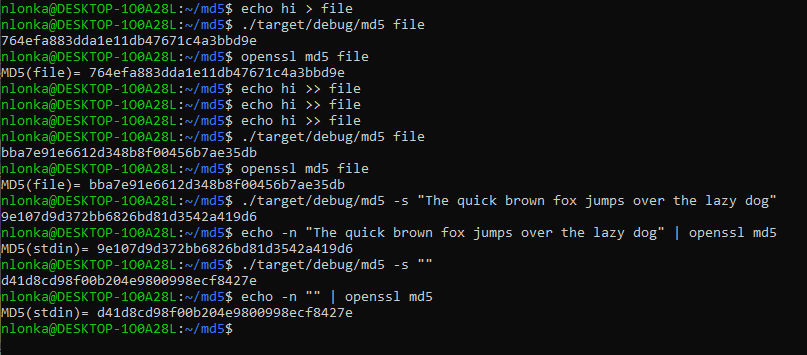 nlonka@DESKTOP-1O0A28L:~/md5$ echo hi > file
nlonka@DESKTOP-1O0A28L:~/md5$ ./target/debug/md5 file
764efa883dda1e11db47671c4a3bbd9e
nlonka@DESKTOP-1O0A28L:~/md5$ openssl md5 file
MD5(file)= 764efa883dda1e11db47671c4a3bbd9e
nlonka@DESKTOP-1O0A28L:~/md5$ echo hi >> file
nlonka@DESKTOP-1O0A28L:~/md5$ echo hi >> file
nlonka@DESKTOP-1O0A28L:~/md5$ echo hi >> file
nlonka@DESKTOP-1O0A28L:~/md5$ ./target/debug/md5 file
bba7e91e6612d348b8f00456b7ae35db
nlonka@DESKTOP-1O0A28L:~/md5$ openssl md5 file
MD5(file)= bba7e91e6612d348b8f00456b7ae35db
nlonka@DESKTOP-1O0A28L:~/md5$ ./target/debug/md5 -s "The quick brown fox jumps over the lazy dog"
9e107d9d372bb6826bd81d3542a419d6
nlonka@DESKTOP-1O0A28L:~/md5$ echo -n "The quick brown fox jumps over the lazy dog" | openssl md5
MD5(stdin)= 9e107d9d372bb6826bd81d3542a419d6
nlonka@DESKTOP-1O0A28L:~/md5$ ./target/debug/md5 -s ""
d41d8cd98f00b204e9800998ecf8427e
nlonka@DESKTOP-1O0A28L:~/md5$ echo -n "" | openssl md5
MD5(stdin)= d41d8cd98f00b204e9800998ecf8427e
nlonka@DESKTOP-1O0A28L:~/md5$